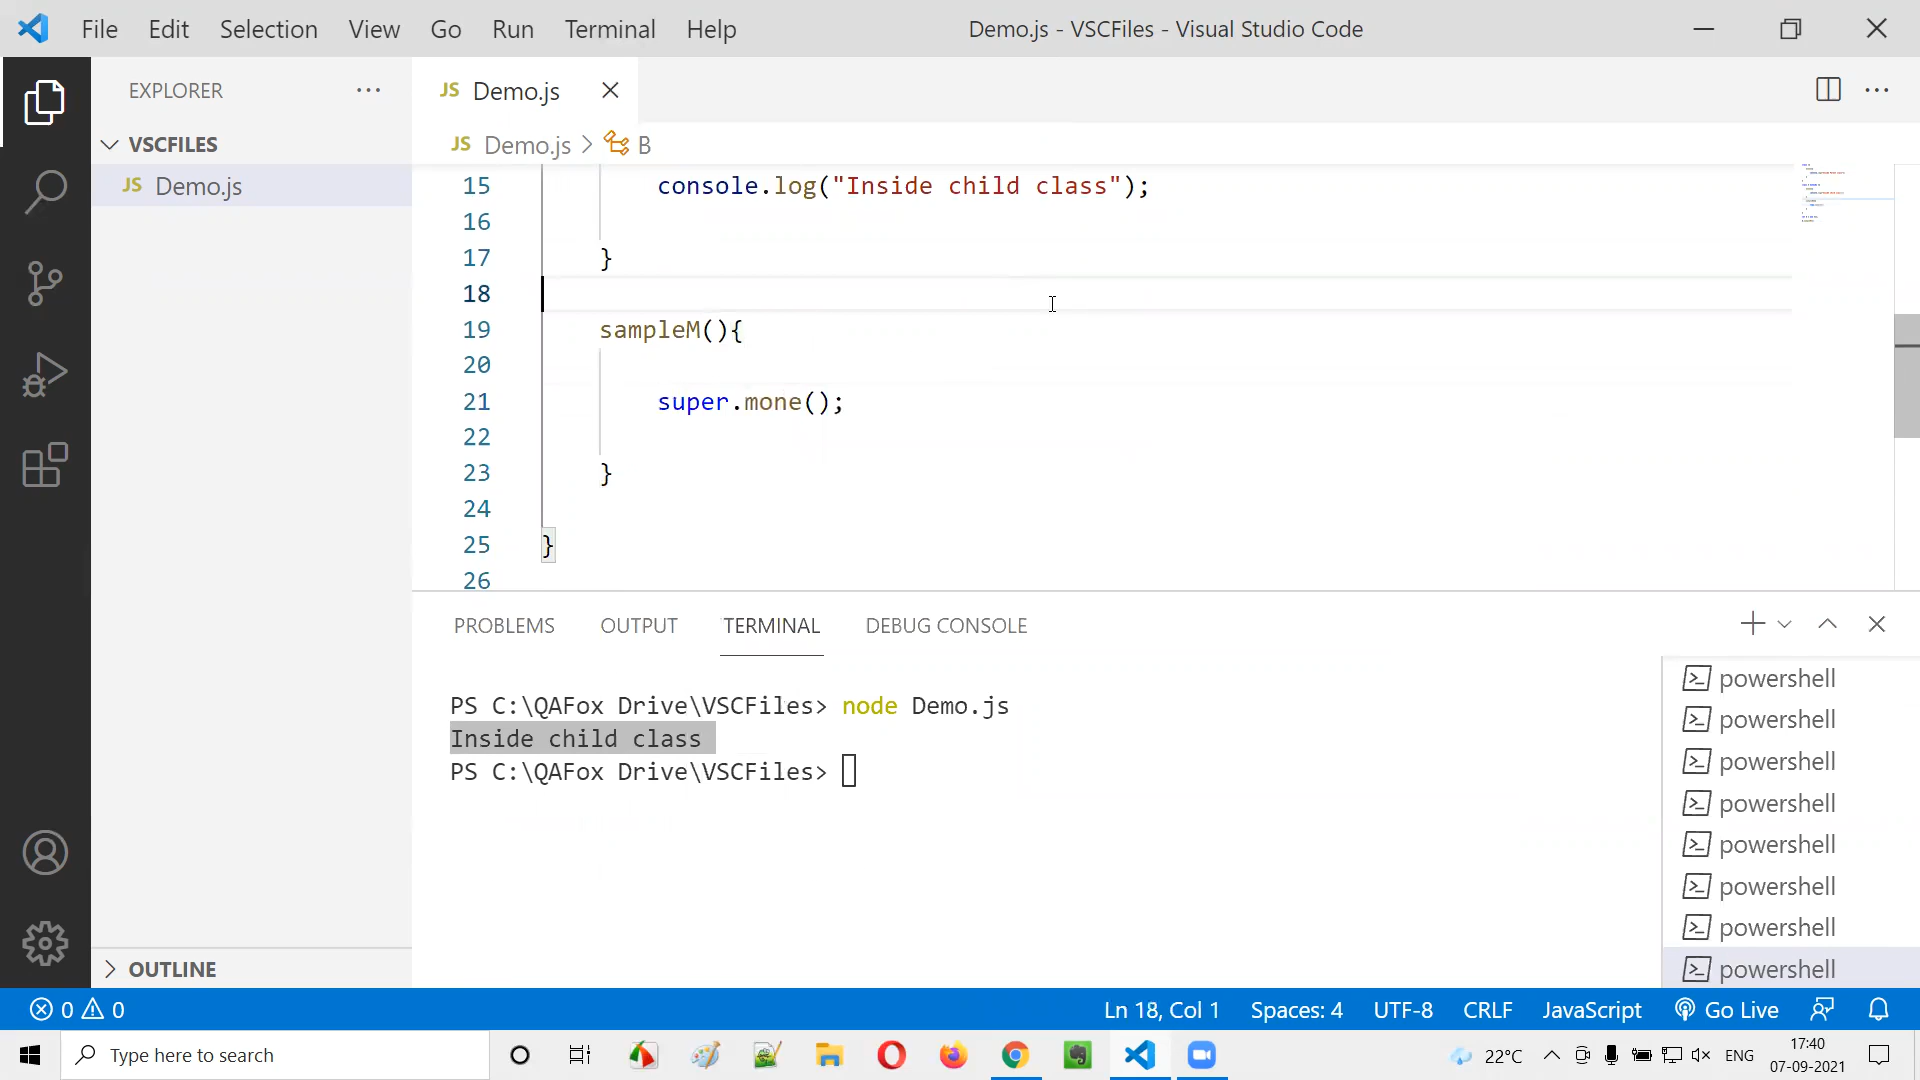 File Edit Selection View Go Run Terminal Help
Demo.js - VSCFiles - Visual Studio Code
EXPLORER
JS Demo.js
VSCFILES
JS Demo.js > B
JS Demo.js
15 console.log("Inside child class");
16
17 }
18
19 sampleM(){
20
21 super.mone();
22
23 }
24
25 }
26
PROBLEMS OUTPUT TERMINAL DEBUG CONSOLE
PS C:\QAFox Drive\VSCFiles> node Demo.js
Inside child class
PS C:\QAFox Drive\VSCFiles>
powershell
powershell
powershell
powershell
powershell
powershell
powershell
powershell
OUTLINE
0 0
Ln 18, Col 1 Spaces: 4 UTF-8 CRLF JavaScript Go Live
Type here to search
22°C ENG
17:40
07-09-2021